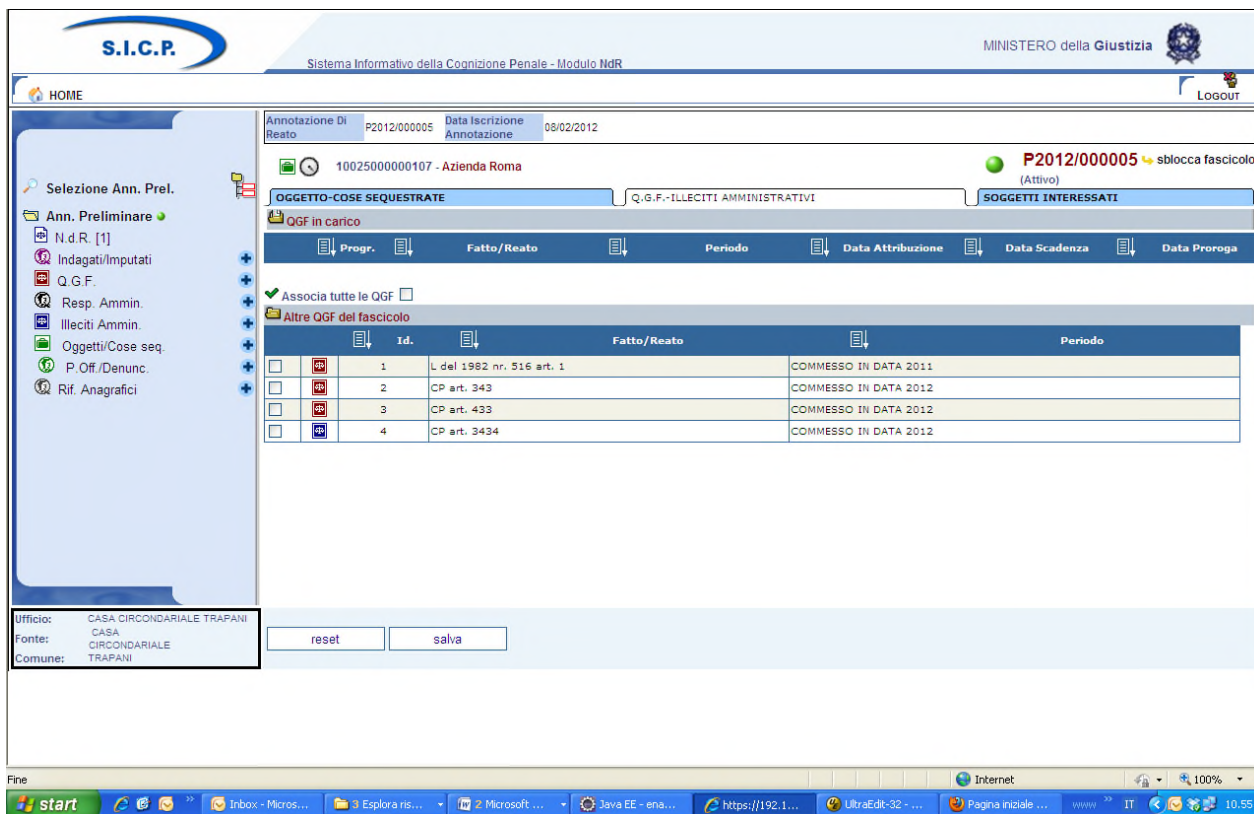 S.I.C.P.
Sistema Informativo della Cognizione Penale - Modulo NdR
MINISTERO della Giustizia
HOME
LOGOUT
Annotazione Di Reato P2012/000005 Data Iscrizione Annotazione 08/02/2012
10025000000107 - Azienda Roma
P2012/000005 sblocca fascicolo
(Attivo)
OGGETTO-COSE SEQUESTRATE Q.G.F.-ILLECITI AMMINISTRATIVI SOGGETTI INTERESSATI
Selezione Ann. Prel.
Ann. Preliminare
N.d.R. [1]
Indagati/Imputati
Q.G.F.
Resp. Ammin.
Illeciti Ammin.
Oggetti/Cose seq.
P.Off./Denunc.
Rif. Anagrafici
QGF in carico
Progr. Fatto/Reato Periodo Data Attribuzione Data Scadenza Data Proroga
Associa tutte le QGF
Altre QGF del fascicolo
Id. Fatto/Reato Periodo
1 L del 1982 nr. 516 art. 1 COMMESSO IN DATA 2011
2 CP art. 343 COMMESSO IN DATA 2012
3 CP art. 433 COMMESSO IN DATA 2012
4 CP art. 3434 COMMESSO IN DATA 2012
Ufficio: CASA CIRCONDARIALE TRAPANI
Fonte: CASA CIRCONDARIALE
Comune: TRAPANI
reset salva
Fine Internet 100%
start Inbox - Micros... 3 Esplora ris... 2 Microsoft ... Java EE - ena... https://192.1... UltraEdit-32 - ... Pagina iniziale ... www » IT 10.55